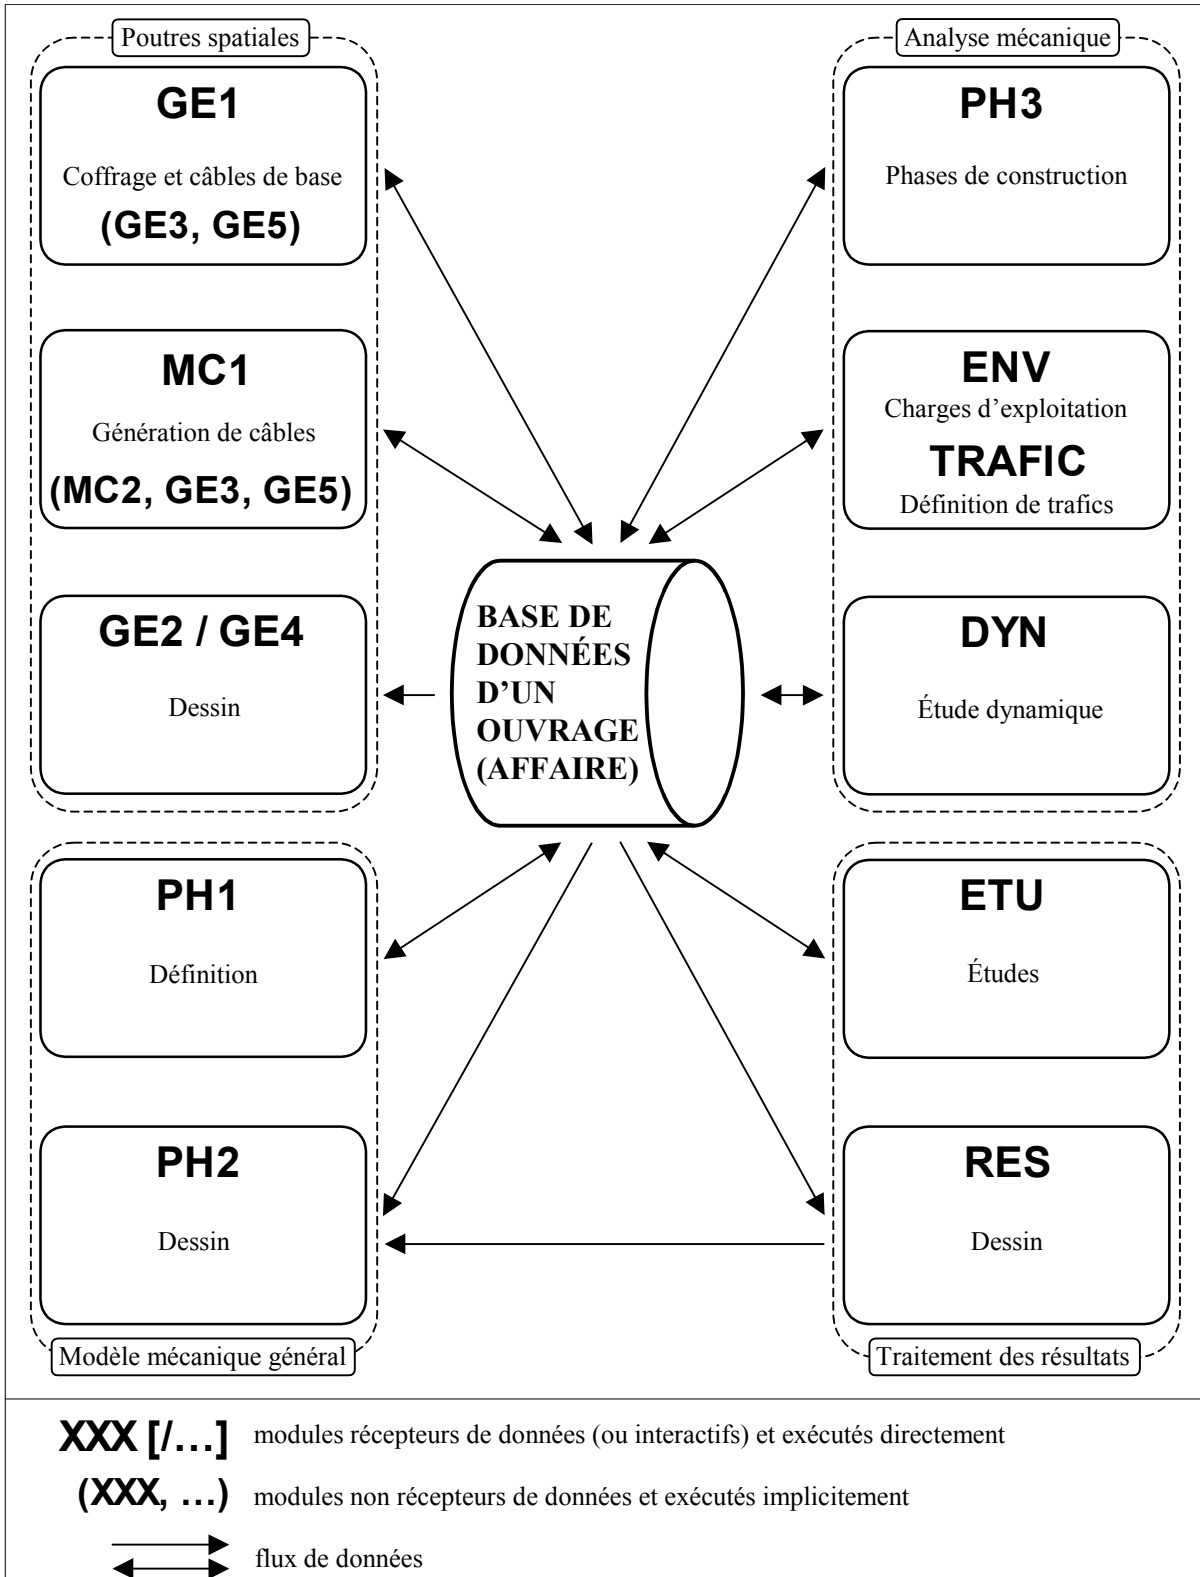 Poutres spatiales
GE1
Coffrage et câbles de base
(GE3, GE5)
MC1
Génération de câbles
(MC2, GE3, GE5)
GE2 / GE4
Dessin
PH1
Définition
PH2
Dessin
Modèle mécanique général
BASE DE
DONNÉES
D’UN
OUVRAGE
(AFFAIRE)
Analyse mécanique
PH3
Phases de construction
ENV
Charges d’exploitation
TRAFIC
Définition de trafics
DYN
Étude dynamique
ETU
Études
RES
Dessin
Traitement des résultats
XXX [/…] modules récepteurs de données (ou interactifs) et exécutés directement
(XXX, …) modules non récepteurs de données et exécutés implicitement
flux de données